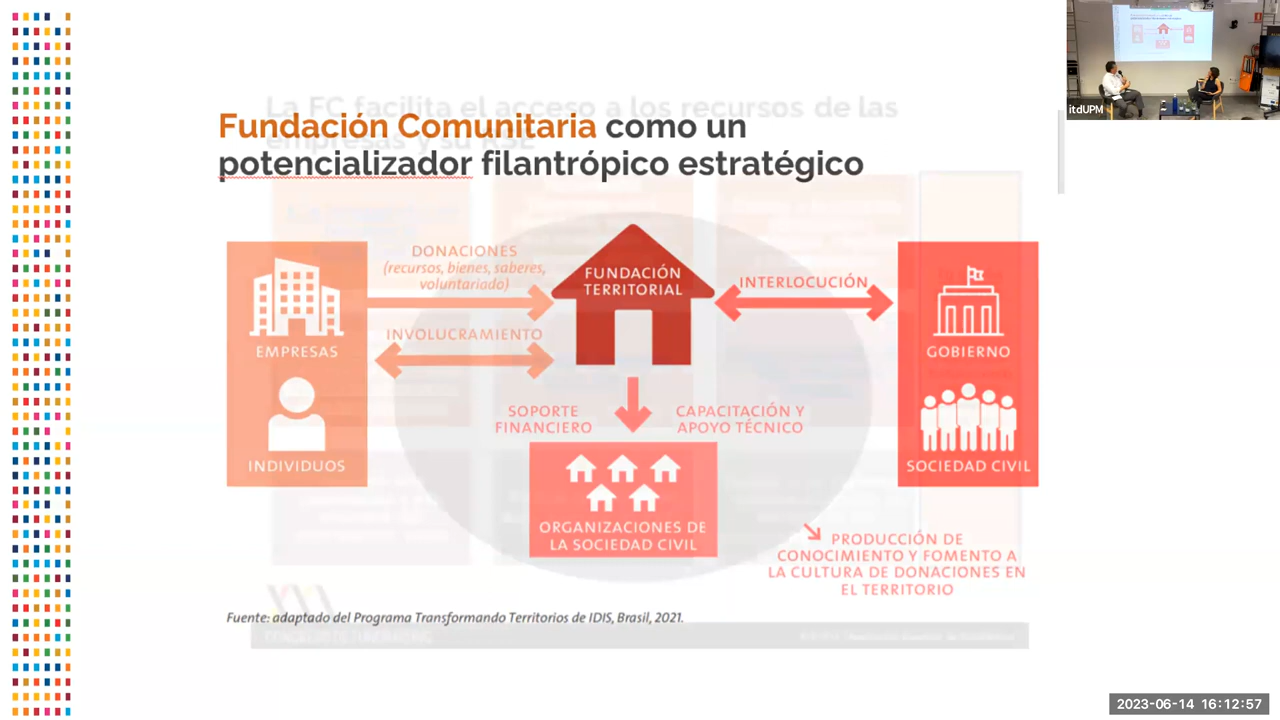 La FC facilita el acceso a los recursos de las
empresas y su RSE
Fundación Comunitaria como un
potencializador filantrópico estratégico
DONACIONES
(recursos, bienes, saberes,
voluntariado)
INVOLUCRAMIENTO
EMPRESAS
INDIVIDUOS
FUNDACIÓN
TERRITORIAL
INTERLOCUCIÓN
GOBIERNO
SOCIEDAD CIVIL
SOPORTE
FINANCIERO
CAPACITACIÓN Y
APOYO TÉCNICO
ORGANIZACIONES DE
LA SOCIEDAD CIVIL
PRODUCCIÓN DE
CONOCIMIENTO Y FOMENTO A
LA CULTURA DE DONACIONES EN
EL TERRITORIO
Fuente: adaptado del Programa Transformando Territorios de IDIS, Brasil, 2021.
itdUPM
2023-06-14 16:12:57